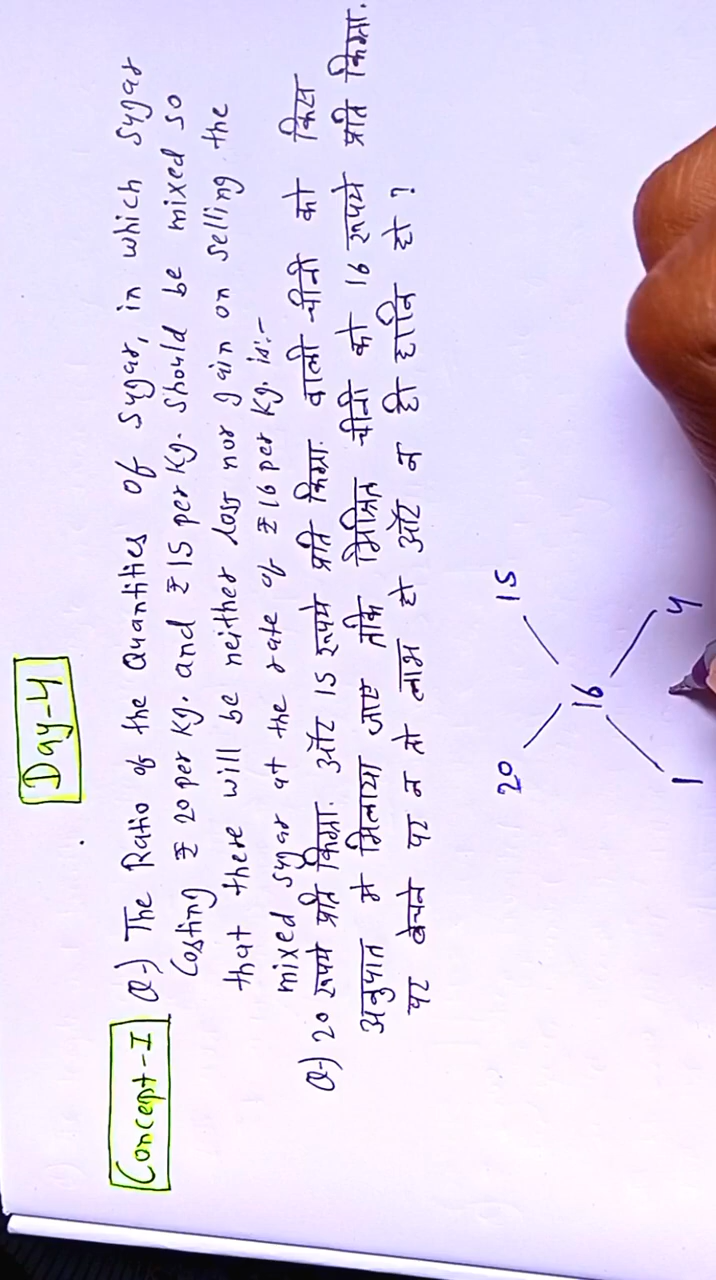 Day-4
Concept-I
Q-) The Ratio of the Quantities of Sugar, in which Sugar
Costing ₹ 20 per Kg. and ₹ 15 per Kg. Should be mixed so
that there will be neither loss nor gain on selling the
mixed sugar at the rate of ₹ 16 per Kg. is:-
Q-) 20 रूपये प्रति किग्रा. और 15 रूपये प्रति किग्रा. वाली चीनी को किस
अनुपात में मिलाया जाए ताकि मिश्रित चीनी को 16 रूपये प्रति किग्रा.
पर बेचने पर न तो लाभ हो और न ही हानि हो ?
20 15
16
1 4